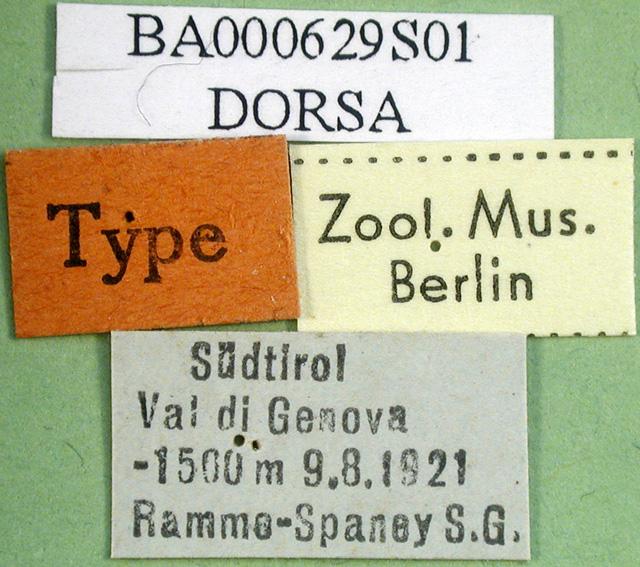 BA000629S01
DORSA
Type
Zool. Mus.
Berlin
Südtirol
Val di Genova
-1500 m 9.8.1921
Ramme-Spaney S.G.